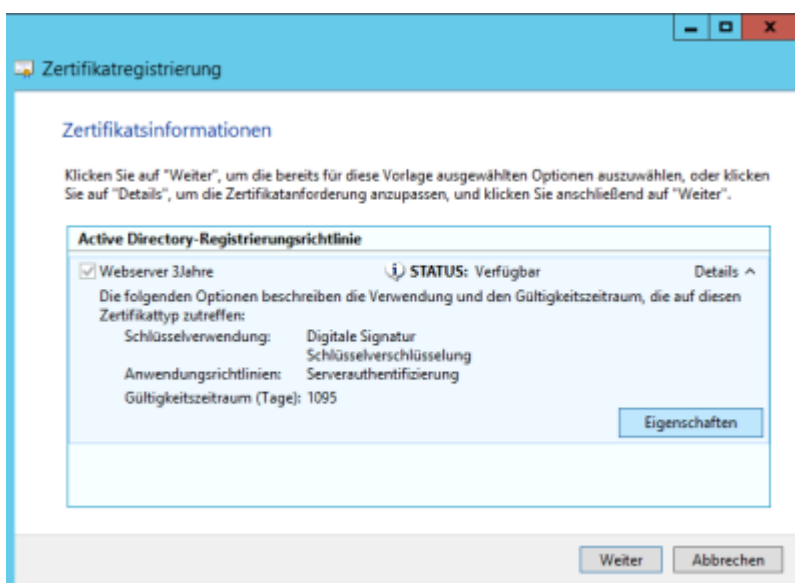 Zertifikatregistrierung
Zertifikatsinformationen
Klicken Sie auf "Weiter", um die bereits für diese Vorlage ausgewählten Optionen auszuwählen, oder klicken
Sie auf "Details", um die Zertifikatanforderung anzupassen, und klicken Sie anschließend auf "Weiter".
Active Directory-Registrierungsrichtlinie
Webserver 3Jahre STATUS: Verfügbar Details
Die folgenden Optionen beschreiben die Verwendung und den Gültigkeitszeitraum, die auf diesen
Zertifikattyp zutreffen:
Schlüsselverwendung: Digitale Signatur
Schlüsselverschlüsselung
Anwendungsrichtlinien: Serverauthentifizierung
Gültigkeitszeitraum (Tage): 1095
Eigenschaften
Weiter Abbrechen